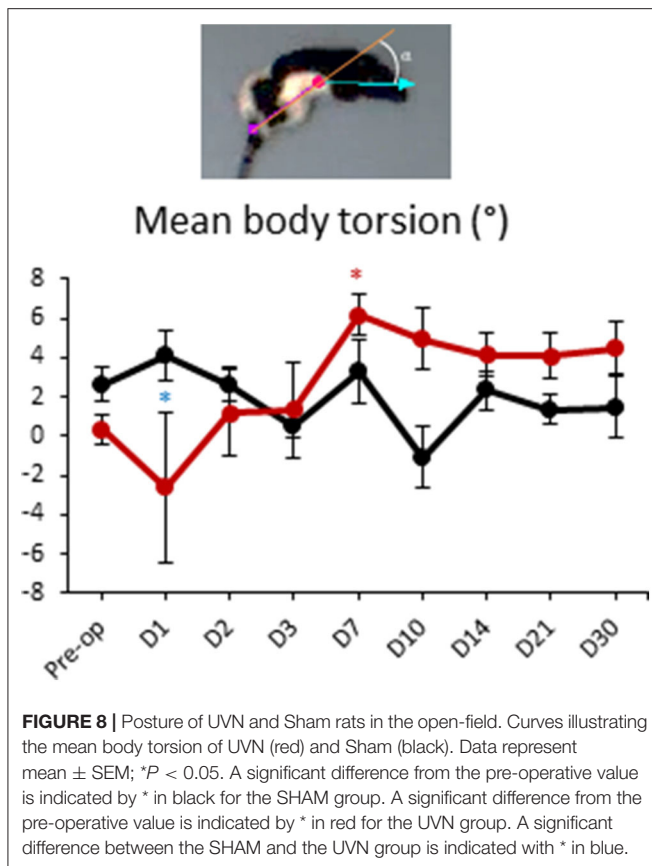 α
Mean body torsion (°)
8
6
4
2
0
-2
-4
-6
-8
*
*
Pre-op D1 D2 D3 D7 D10 D14 D21 D30
FIGURE 8 | Posture of UVN and Sham rats in the open-field. Curves illustrating
the mean body torsion of UVN (red) and Sham (black). Data represent
mean ± SEM; *P < 0.05. A significant difference from the pre-operative value
is indicated by * in black for the SHAM group. A significant difference from the
pre-operative value is indicated by * in red for the UVN group. A significant
difference between the SHAM and the UVN group is indicated with * in blue.